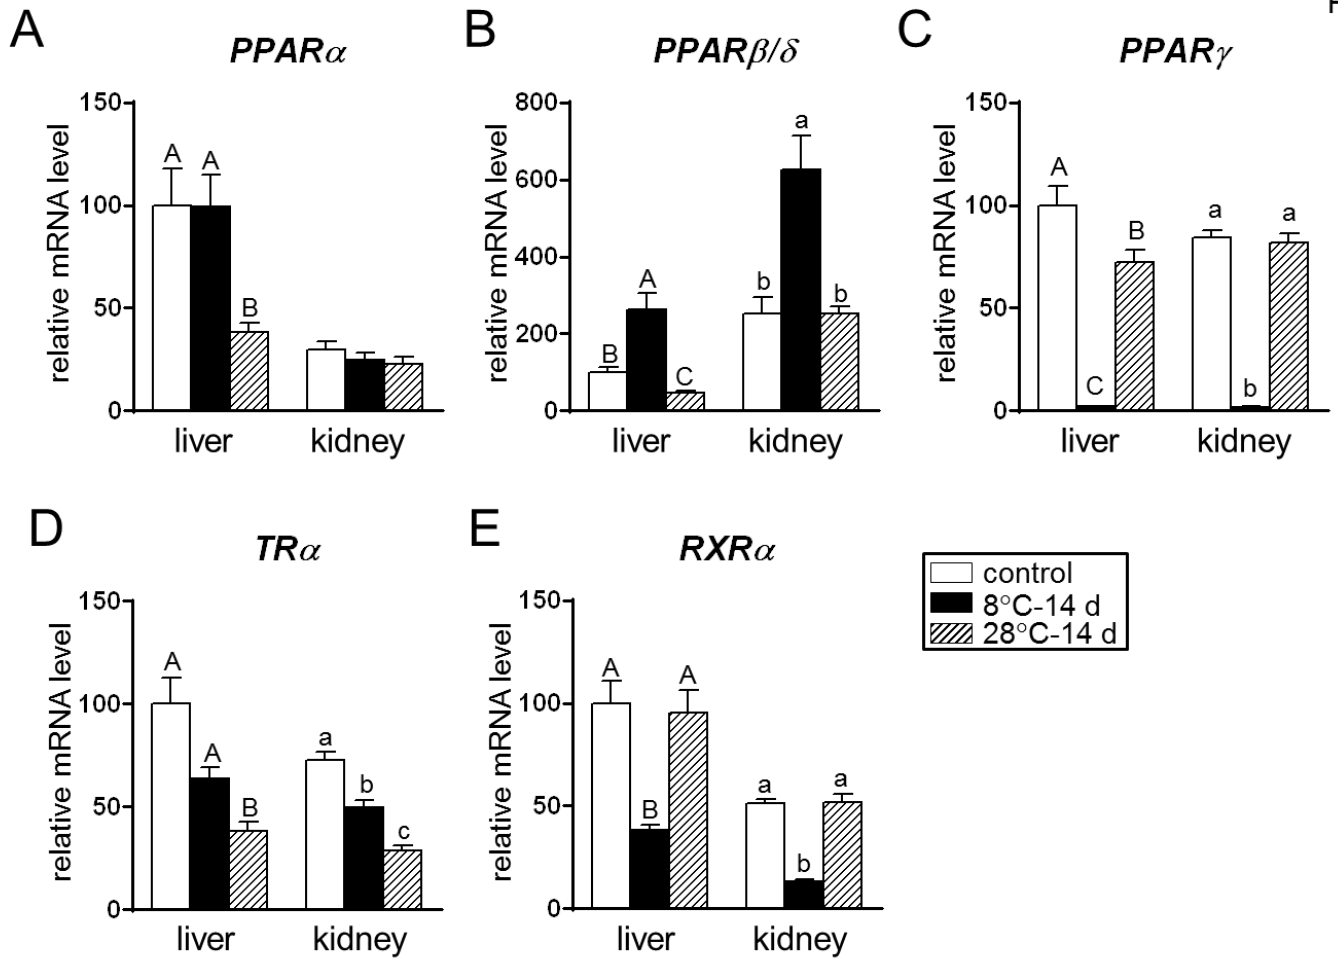 A
PPARα
relative mRNA level
150
100
50
0
A
A
B
liver
kidney
B
PPARβ/δ
relative mRNA level
800
600
400
200
0
B
A
C
b
a
b
liver
kidney
C
PPARγ
relative mRNA level
150
100
50
0
A
C
B
a
b
a
liver
kidney
D
TRα
relative mRNA level
150
100
50
0
A
A
B
a
b
c
liver
kidney
E
RXRα
relative mRNA level
150
100
50
0
A
B
A
a
b
a
liver
kidney
control
8°C-14 d
28°C-14 d